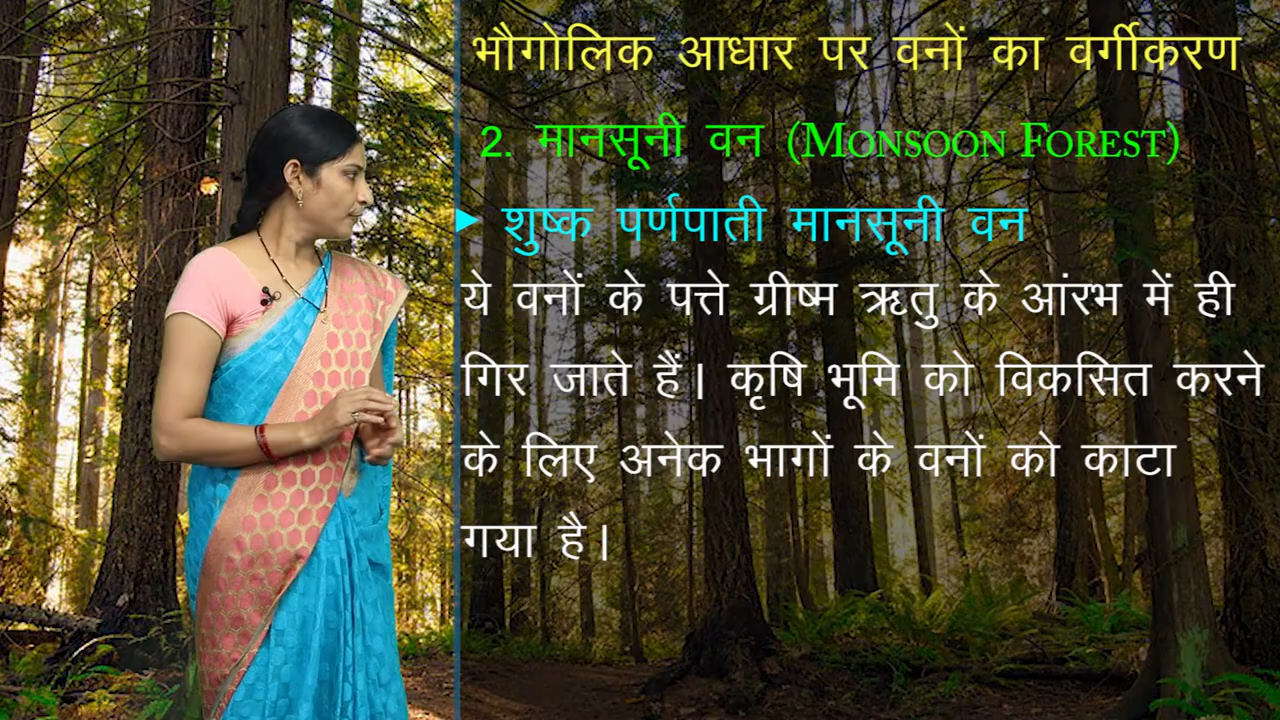 भौगोलिक आधार पर वनों का वर्गीकरण
2. मानसूनी वन (MONSOON FOREST)
शुष्क पर्णपाती मानसूनी वन
ये वनों के पत्ते ग्रीष्म ऋतु के आंरभ में ही
गिर जाते हैं। कृषि भूमि को विकसित करने
के लिए अनेक भागों के वनों को काटा
गया है।